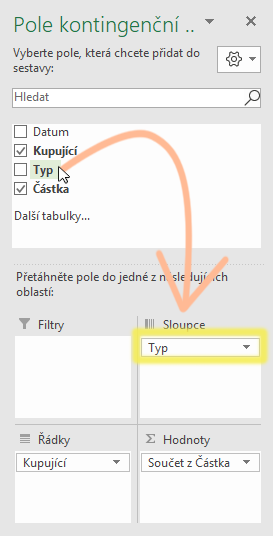 Pole kontingenční ..
Vyberte pole, která chcete přidat do
sestavy:
Hledat
Datum
Kupující
Typ
Částka
Další tabulky...
Přetáhněte pole do jedné z následujících
oblastí:
Filtry
Sloupce
Typ
Řádky
Hodnoty
Kupující
Součet z Částka